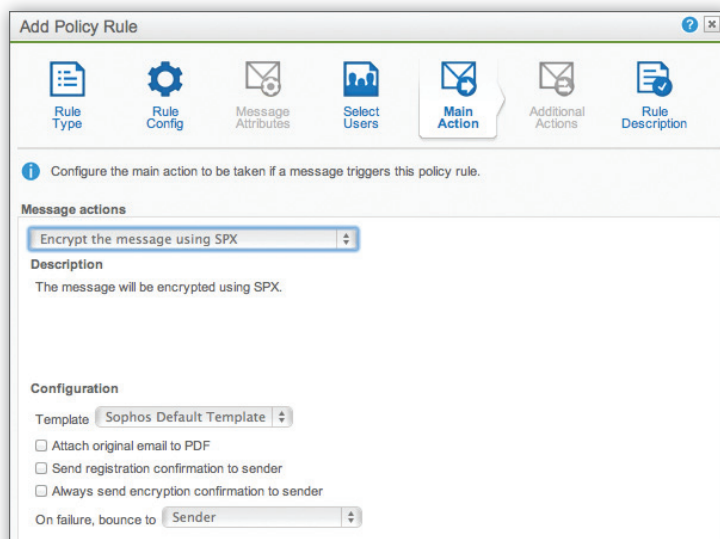 Add Policy Rule
Rule
Type
Rule
Config
Message
Attributes
Select
Users
Main
Action
Additional
Actions
Rule
Description
Configure the main action to be taken if a message triggers this policy rule.
Message actions
Encrypt the message using SPX
Description
The message will be encrypted using SPX.
Configuration
Template Sophos Default Template
Attach original email to PDF
Send registration confirmation to sender
Always send encryption confirmation to sender
On failure, bounce to Sender